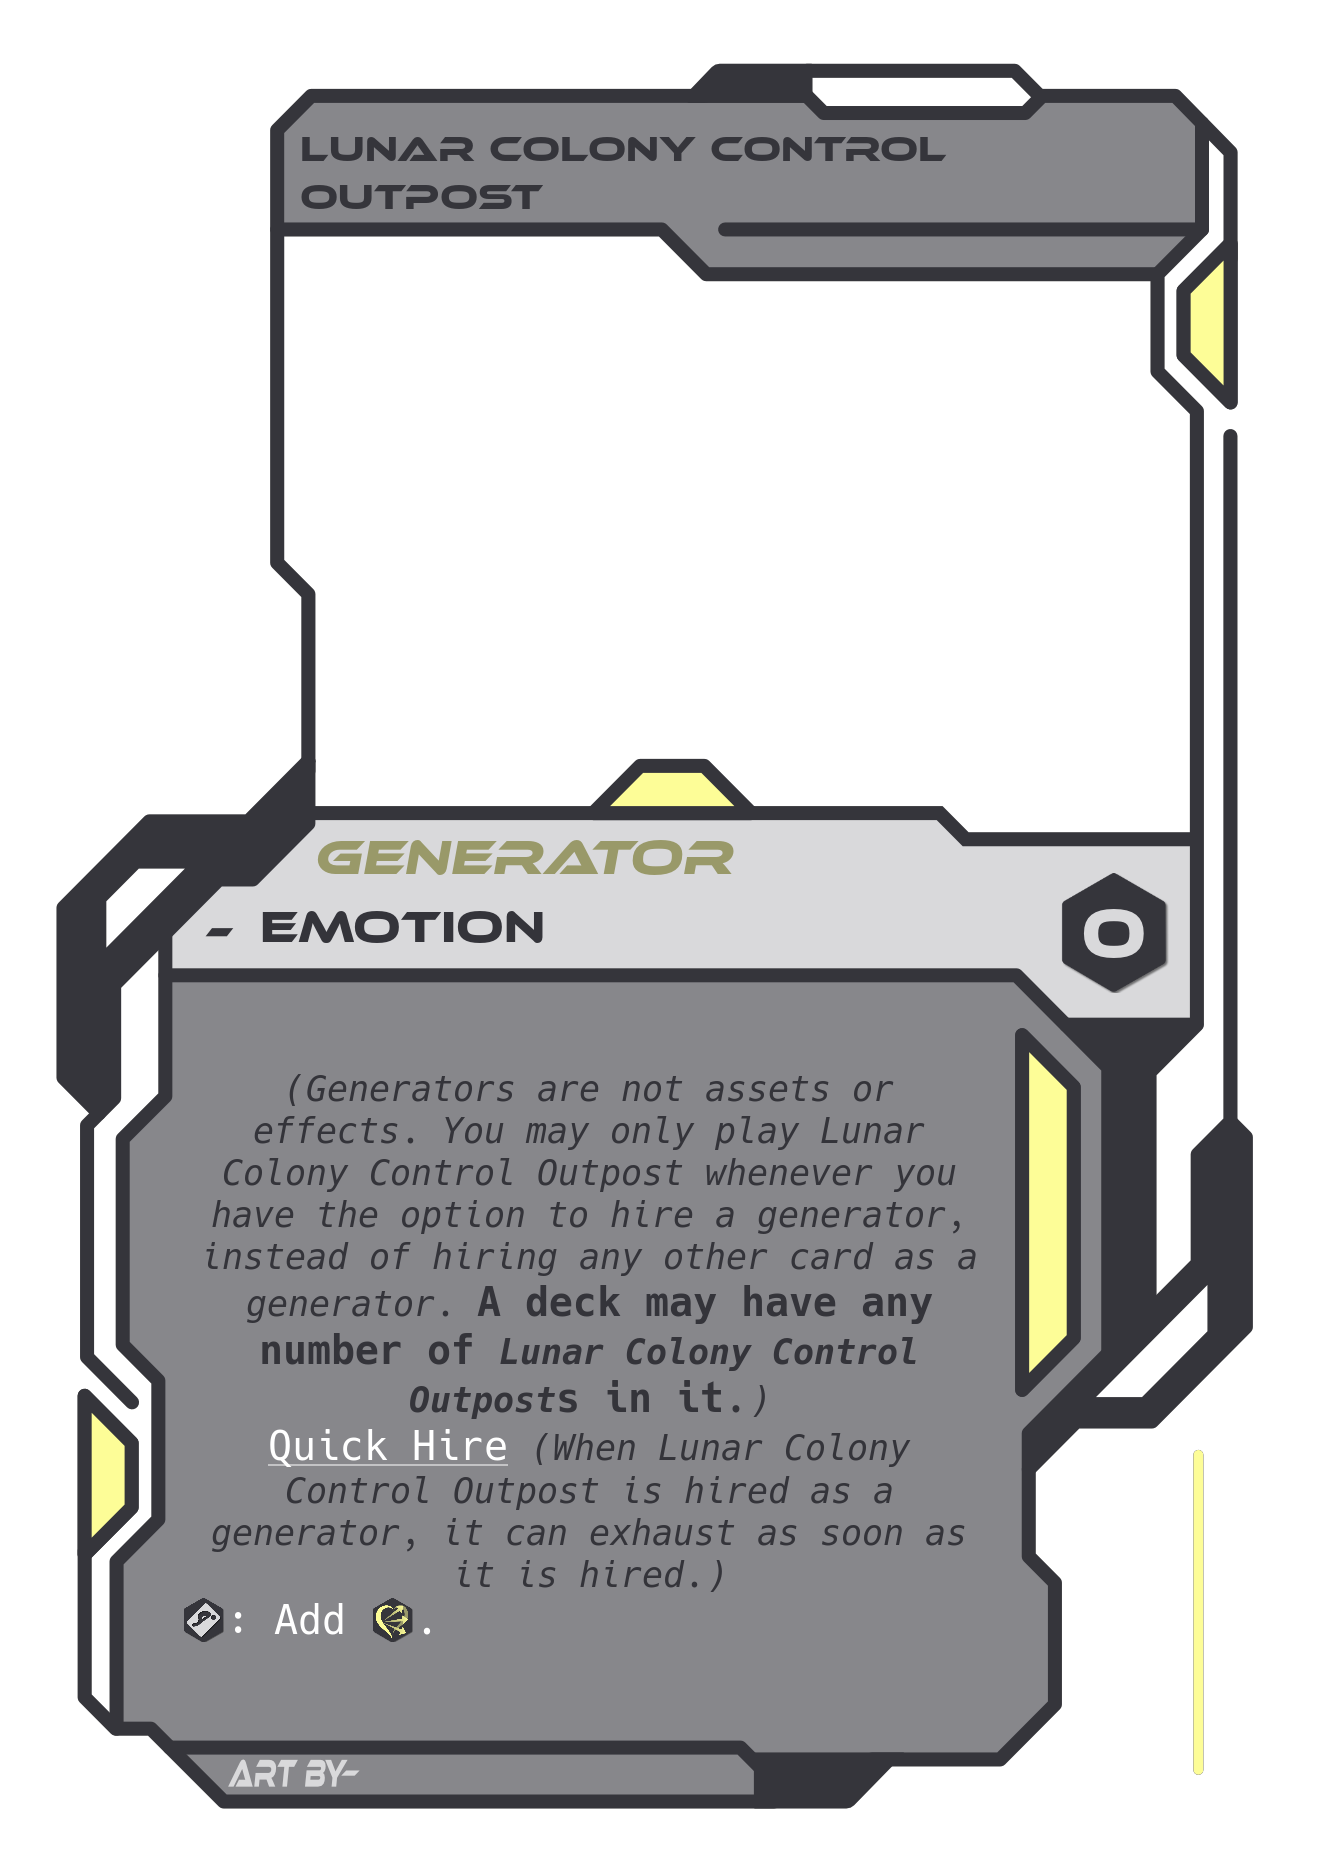 LUNAR COLONY CONTROL
OUTPOST
GENERATOR
- EMOTION
0
(Generators are not assets or
effects. You may only play Lunar
Colony Control Outpost whenever you
have the option to hire a generator,
instead of hiring any other card as a
generator. A deck may have any
number of Lunar Colony Control
Outposts in it.)
Quick Hire (When Lunar Colony
Control Outpost is hired as a
generator, it can exhaust as soon as
it is hired.)
: Add .
ART BY-